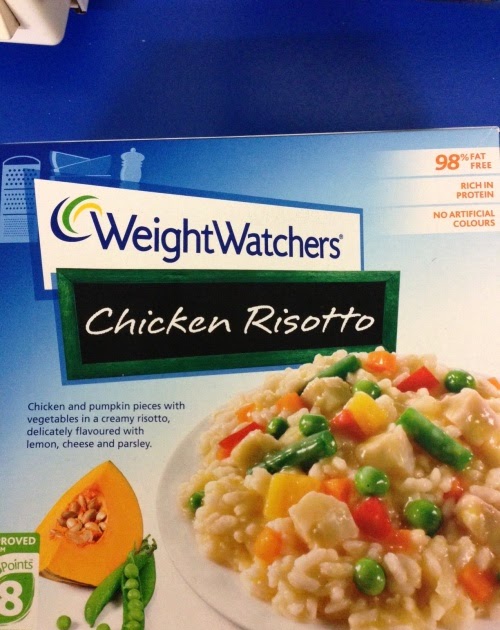 98% FAT
FREE
RICH IN
PROTEIN
NO ARTIFICIAL
COLOURS
WeightWatchers®
Chicken Risotto
Chicken and pumpkin pieces with
vegetables in a creamy risotto,
delicately flavoured with
lemon, cheese and parsley.
ROVED
Points
8